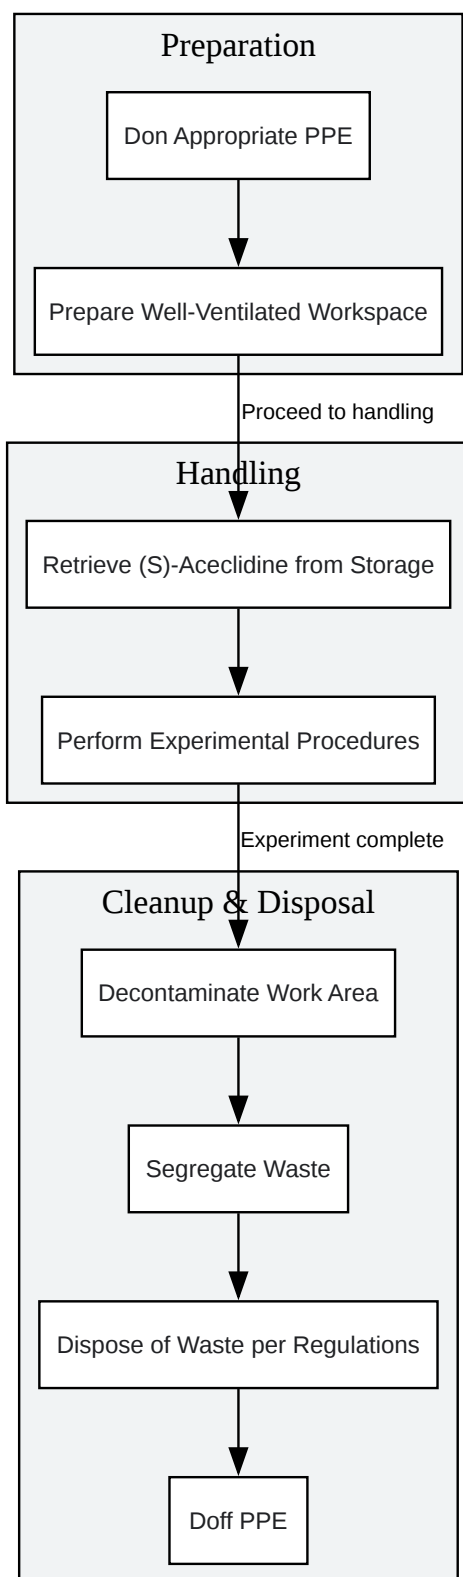 Preparation
Don Appropriate PPE
Prepare Well-Ventilated Workspace
Proceed to handling
Handling
Retrieve (S)-Aceclidine from Storage
Perform Experimental Procedures
Experiment complete
Cleanup & Disposal
Decontaminate Work Area
Segregate Waste
Dispose of Waste per Regulations
Doff PPE